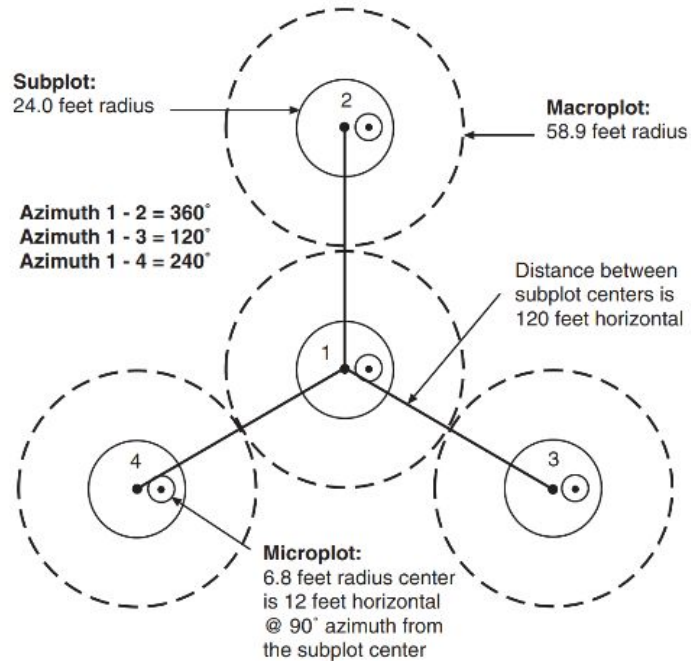 Subplot:
24.0 feet radius
2
Macroplot:
58.9 feet radius
Azimuth 1 - 2 = 360°
Azimuth 1 - 3 = 120°
Azimuth 1 - 4 = 240°
Distance between
subplot centers is
120 feet horizontal
1
4
3
Microplot:
6.8 feet radius center
is 12 feet horizontal
@ 90° azimuth from
the subplot center